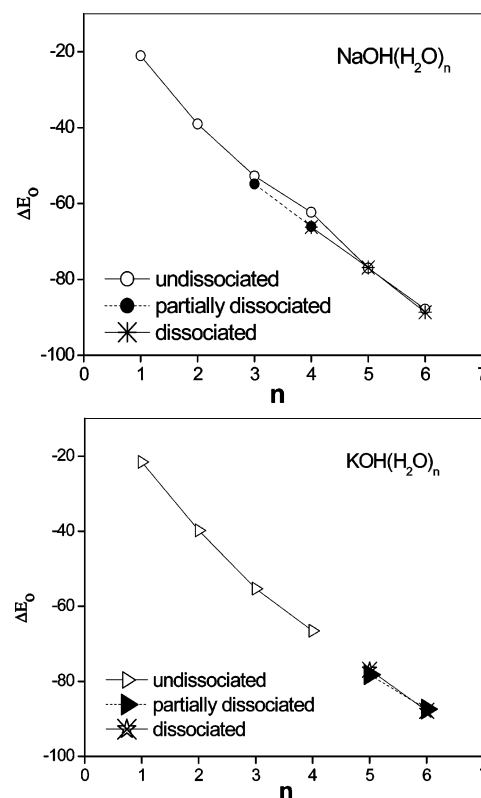 NaOH(H₂O)ₙ
-20
-40
-60
-80
-100
ΔE₀
undissociated
partially dissociated
dissociated
0 1 2 3 4 5 6 7
n
KOH(H₂O)ₙ
-20
-40
-60
-80
-100
ΔE₀
undissociated
partially dissociated
dissociated
0 1 2 3 4 5 6 7
n